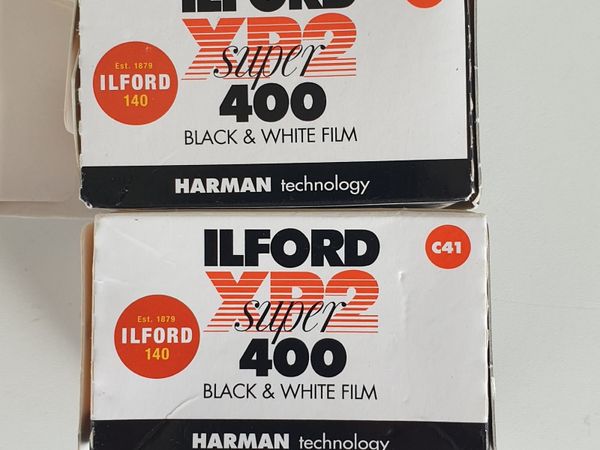 ILFORD
XP2
super
400
BLACK & WHITE FILM
Est. 1879
ILFORD
140
HARMAN technology
ILFORD
C41
XP2
super
400
BLACK & WHITE FILM
Est. 1879
ILFORD
140
HARMAN technology